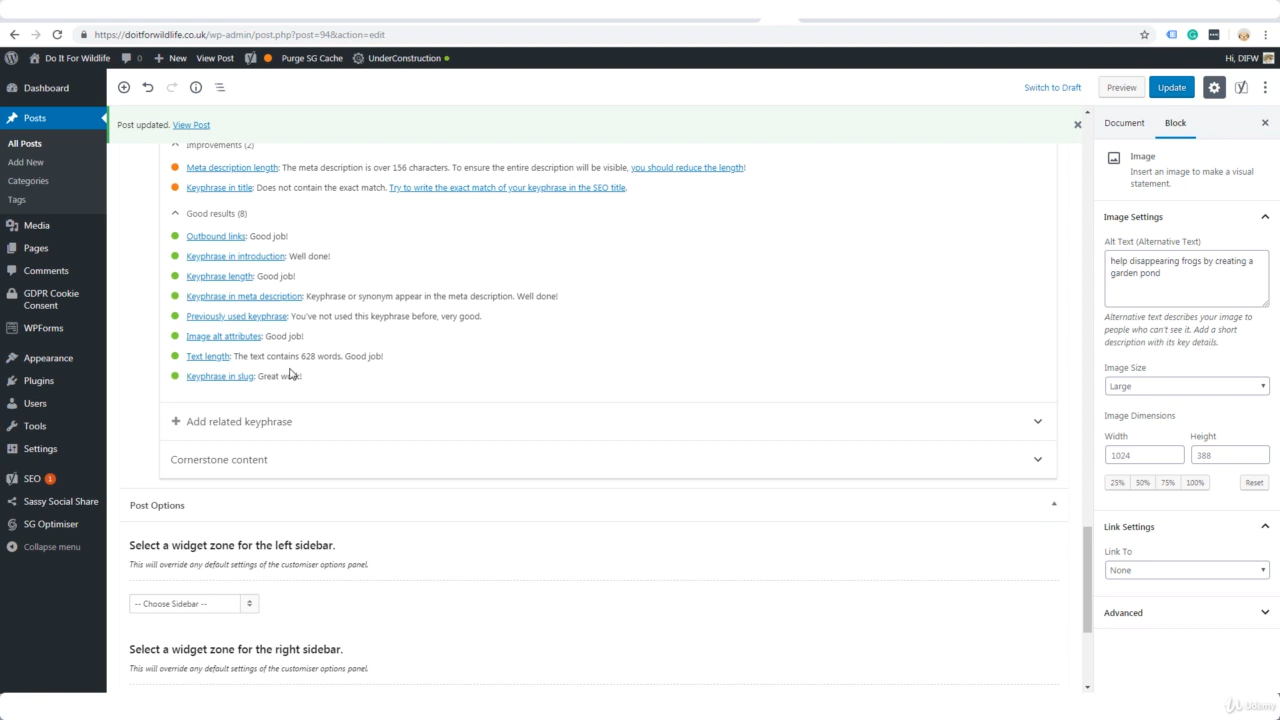 https://doitforwildlife.co.uk/wp-admin/post.php?post=94&action=edit
Do It For Wildlife 0 New View Post Purge SG Cache UnderConstruction Hi, DIFW
Dashboard
Posts
All Posts
Add New
Categories
Tags
Media
Pages
Comments
GDPR Cookie
Consent
WPForms
Appearance
Plugins
Users
Tools
Settings
SEO 1
Sassy Social Share
SG Optimiser
Collapse menu
Switch to Draft Preview Update
Post updated. View Post
Improvements (2)
Meta description length: The meta description is over 156 characters. To ensure the entire description will be visible, you should reduce the length!
Keyphrase in title: Does not contain the exact match. Try to write the exact match of your keyphrase in the SEO title.
Good results (8)
Outbound links: Good job!
Keyphrase in introduction: Well done!
Keyphrase length: Good job!
Keyphrase in meta description: Keyphrase or synonym appear in the meta description. Well done!
Previously used keyphrase: You've not used this keyphrase before, very good.
Image alt attributes: Good job!
Text length: The text contains 628 words. Good job!
Keyphrase in slug: Great work!
Add related keyphrase
Cornerstone content
Post Options
Select a widget zone for the left sidebar.
This will override any default settings of the customiser options panel.
-- Choose Sidebar --
Select a widget zone for the right sidebar.
This will override any default settings of the customiser options panel.
Document Block
Image
Insert an image to make a visual
statement.
Image Settings
Alt Text (Alternative Text)
help disappearing frogs by creating a
garden pond
Alternative text describes your image to
people who can't see it. Add a short
description with its key details.
Image Size
Large
Image Dimensions
Width Height
1024 388
25% 50% 75% 100% Reset
Link Settings
Link To
None
Advanced
Udemy